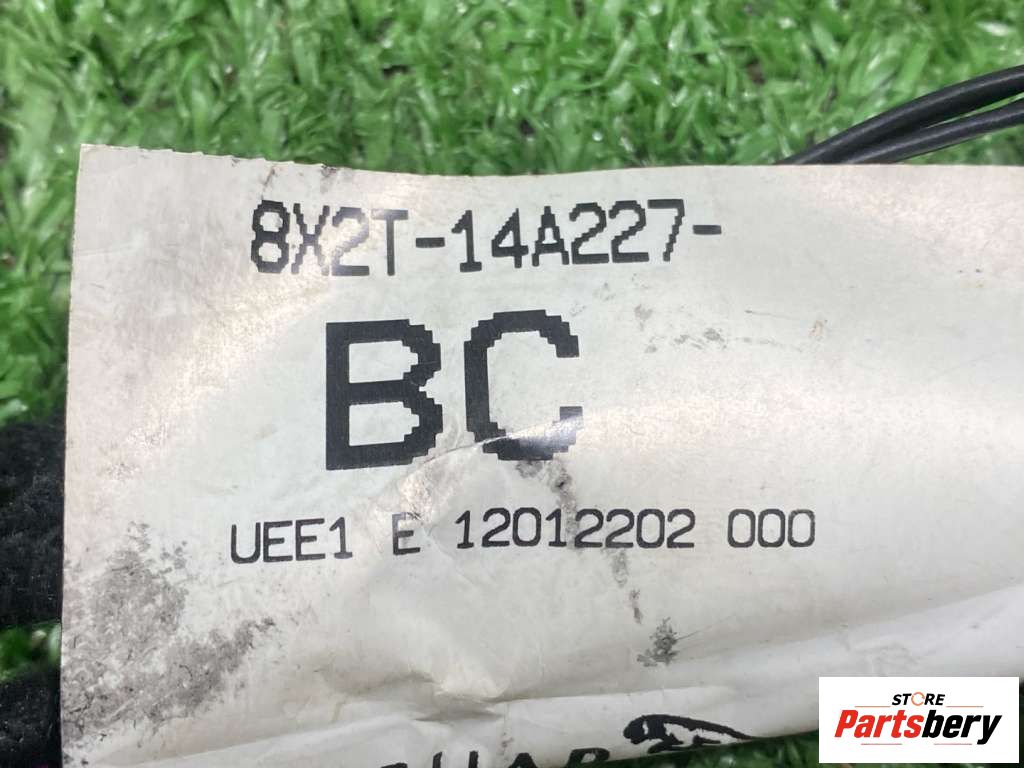 8X2T-14A227-
BC
UEE1 E 12012202 000
STORE
Partsbery